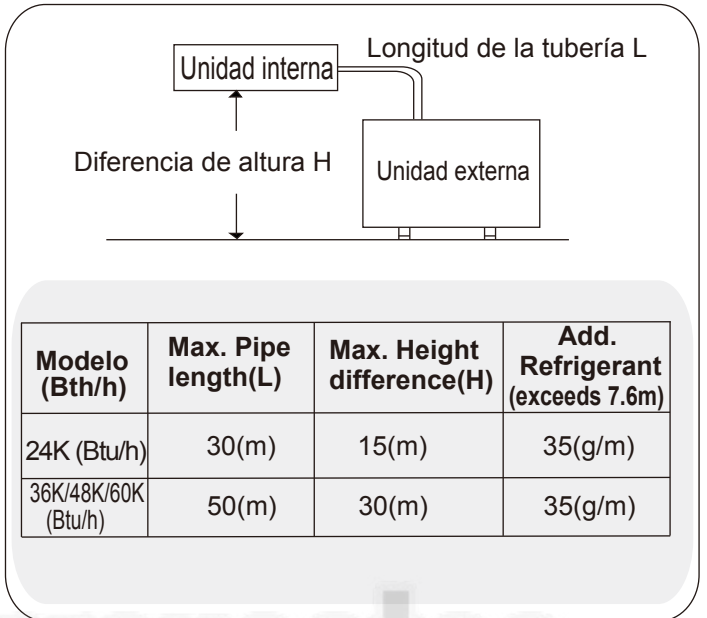 Unidad interna
Longitud de la tubería L
Diferencia de altura H
Unidad externa
Modelo
(Bth/h)
Max. Pipe
length(L)
Max. Height
difference(H)
Add.
Refrigerant
(exceeds 7.6m)
24K (Btu/h)
30(m)
15(m)
35(g/m)
36K/48K/60K
(Btu/h)
50(m)
30(m)
35(g/m)